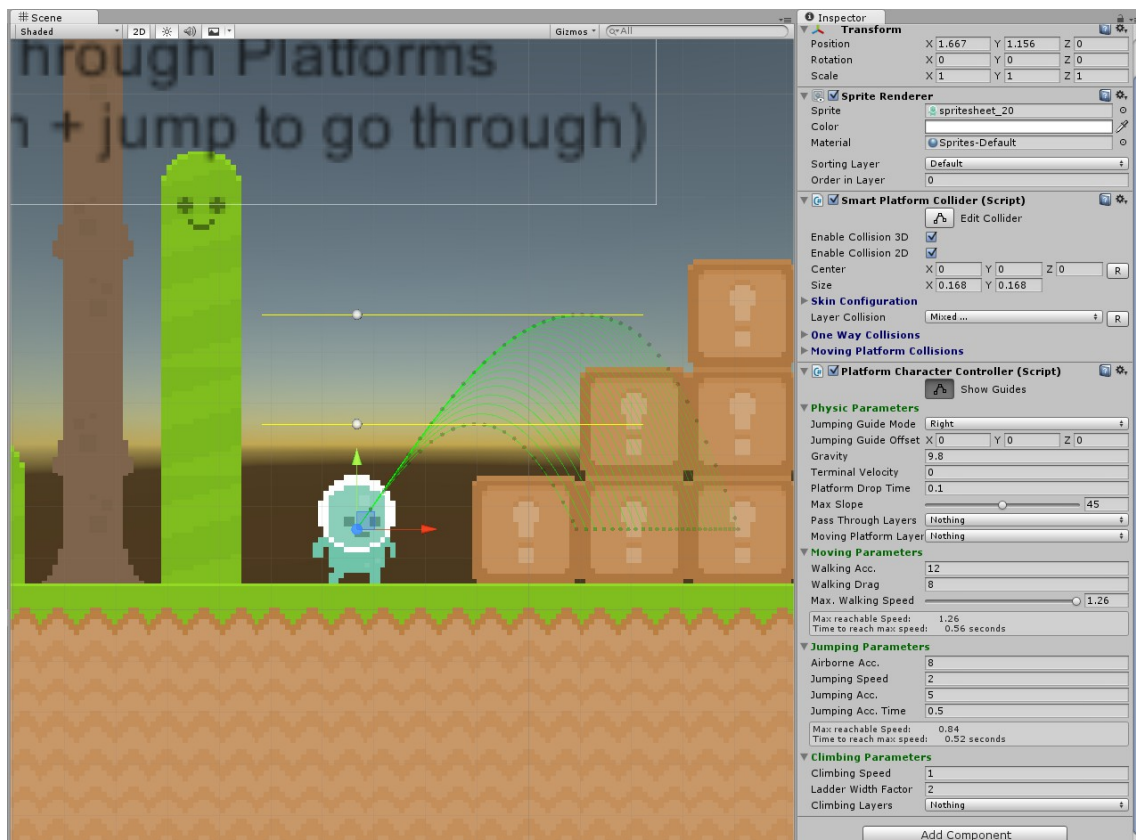 Scene
Shaded
2D
Gizmos
All
hrough Platforms
+ jump to go through)
Inspector
Transform
Position X 1.667 Y 1.156 Z 0
Rotation X 0 Y 0 Z 0
Scale X 1 Y 1 Z 1
Sprite Renderer
Sprite spritesheet_20
Color
Material Sprites-Default
Sorting Layer Default
Order in Layer 0
Smart Platform Collider (Script)
Edit Collider
Enable Collision 3D
Enable Collision 2D
Center X 0 Y 0 Z 0 R
Size X 0.168 Y 0.168
Skin Configuration
Layer Collision Mixed ... R
One Way Collisions
Moving Platform Collisions
Platform Character Controller (Script)
Show Guides
Physic Parameters
Jumping Guide Mode Right
Jumping Guide Offset X 0 Y 0 Z 0
Gravity 9.8
Terminal Velocity 0
Platform Drop Time 0.1
Max Slope 45
Pass Through Layers Nothing
Moving Platform Layer Nothing
Moving Parameters
Walking Acc. 12
Walking Drag 8
Max. Walking Speed 1.26
Max reachable Speed: 1.26
Time to reach max speed: 0.56 seconds
Jumping Parameters
Airborne Acc. 8
Jumping Speed 2
Jumping Acc. 5
Jumping Acc. Time 0.5
Max reachable Speed: 0.84
Time to reach max speed: 0.52 seconds
Climbing Parameters
Climbing Speed 1
Ladder Width Factor 2
Climbing Layers Nothing
Add Component